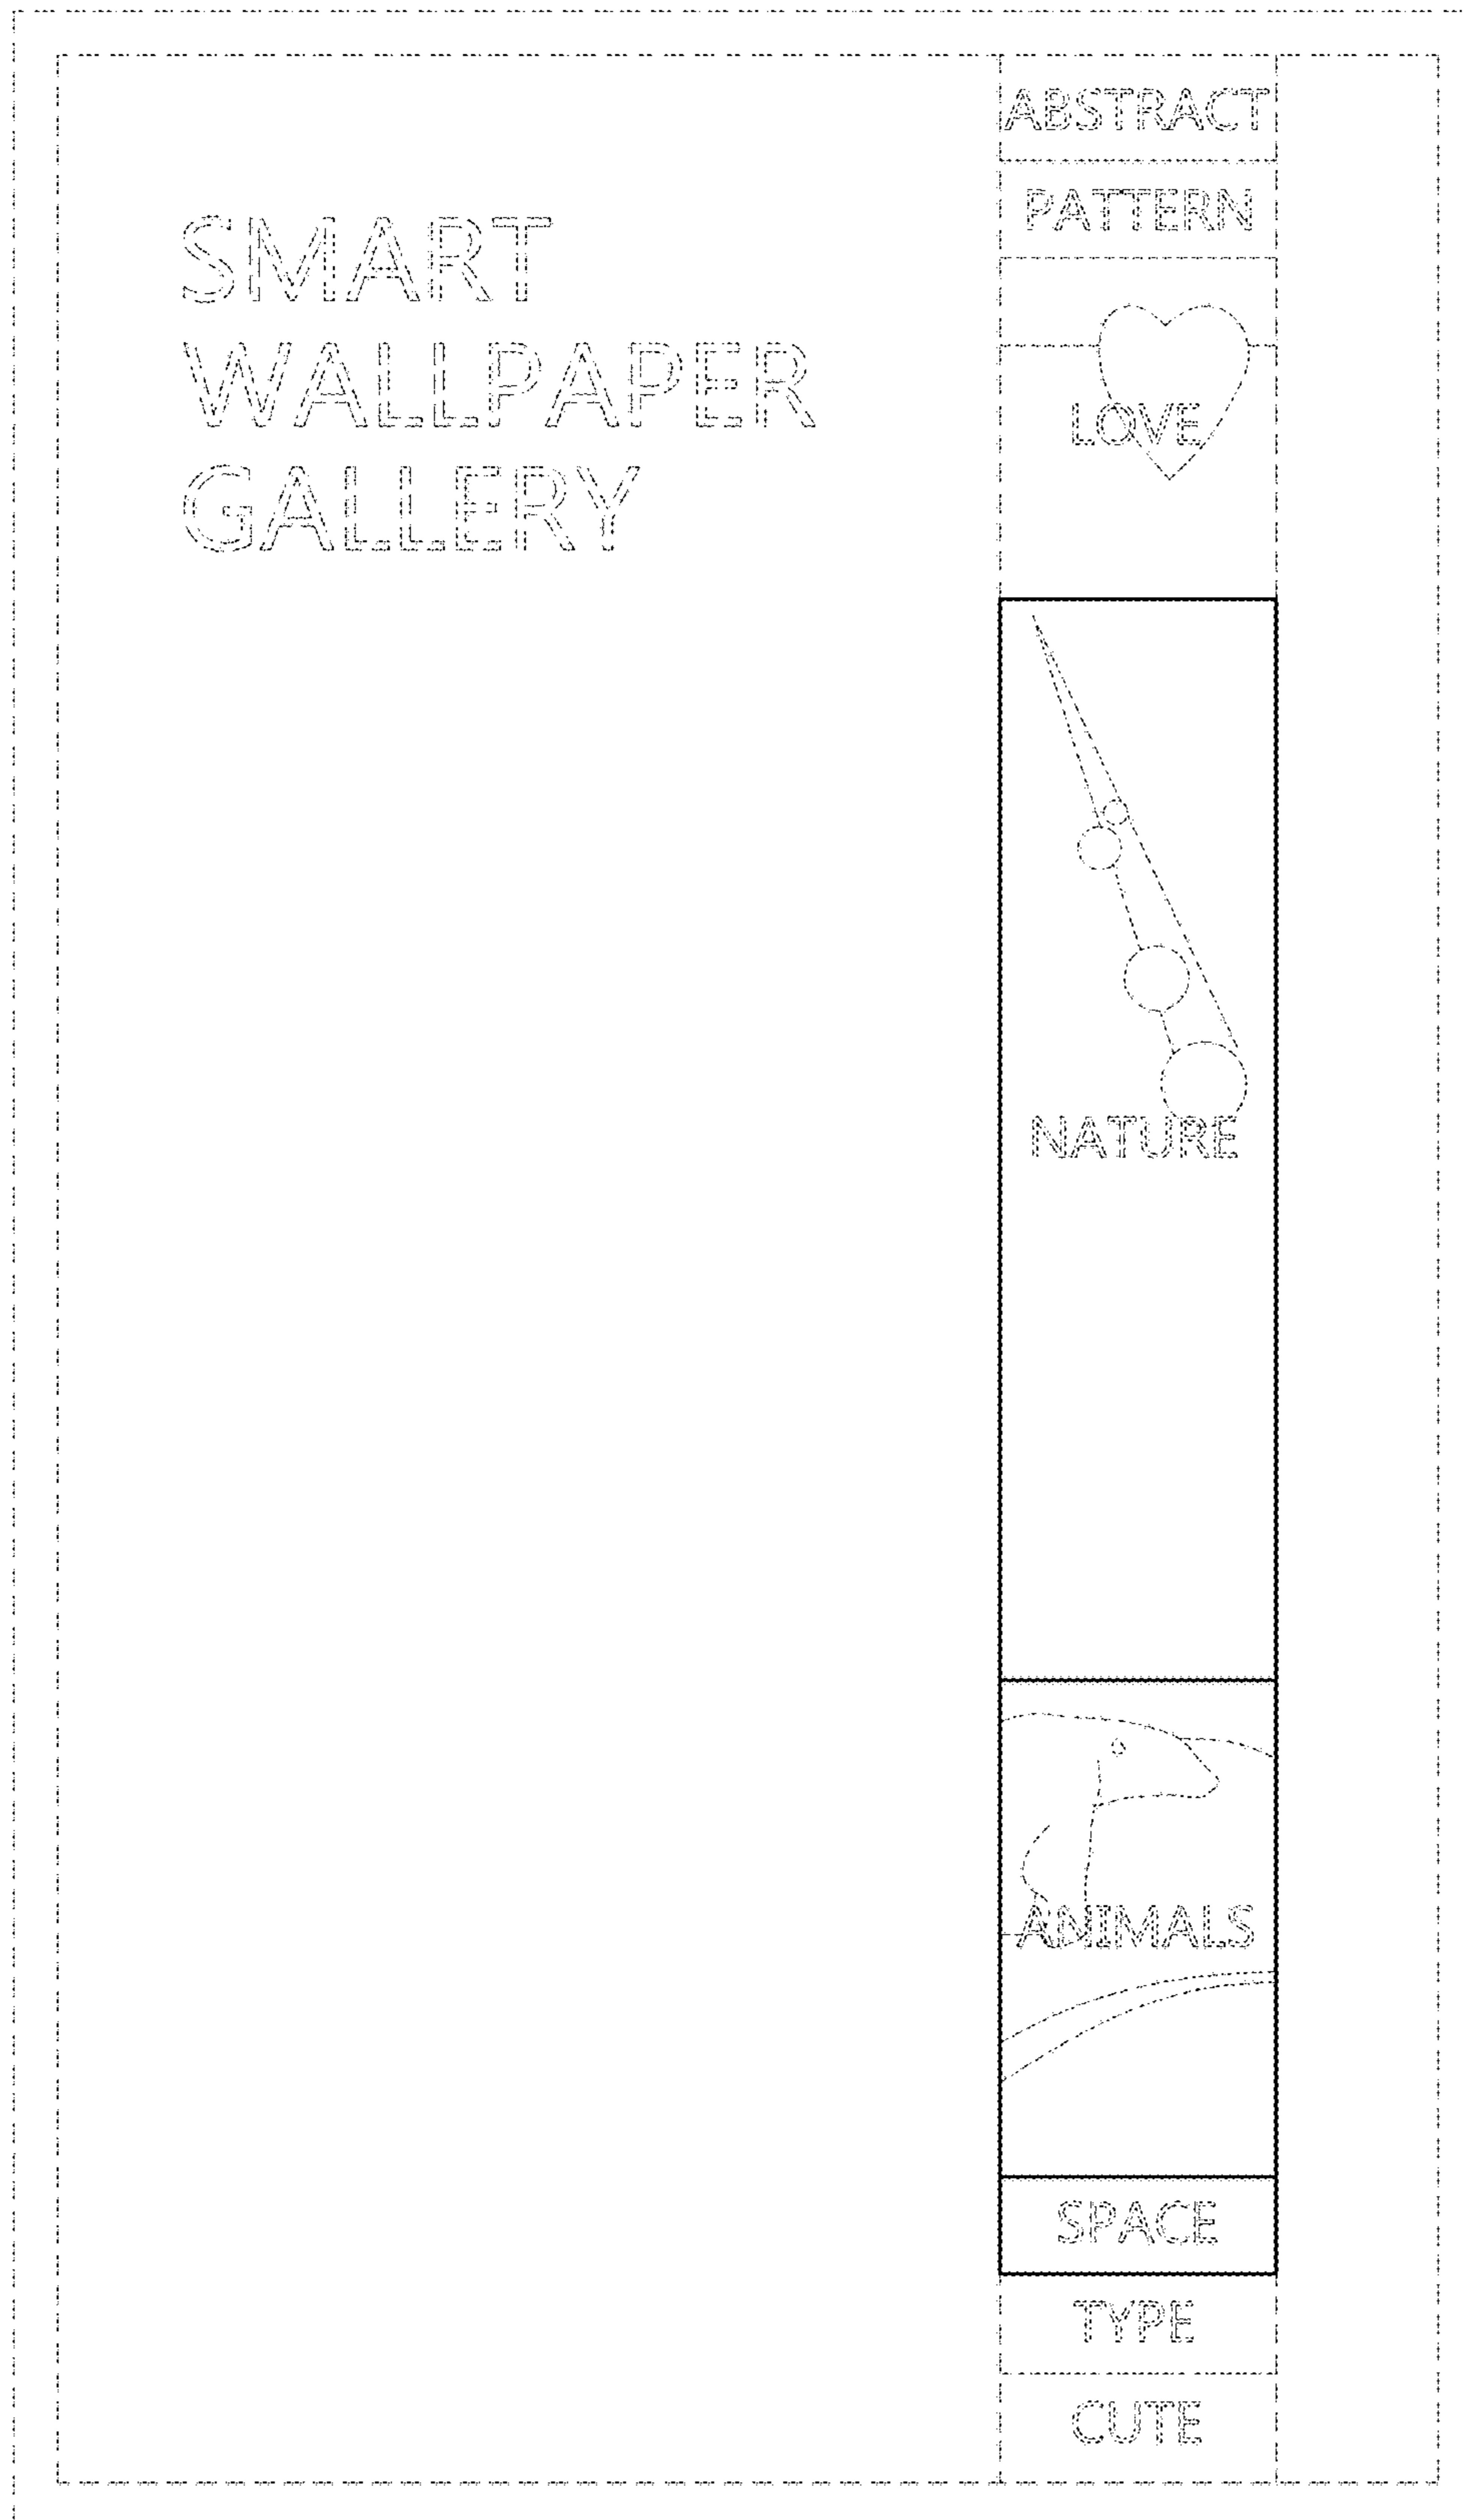 SMART
WALLPAPER
GALLERY
ABSTRACT
PATTERN
LOVE
NATURE
ANIMALS
SPACE
TYPE
CUTE